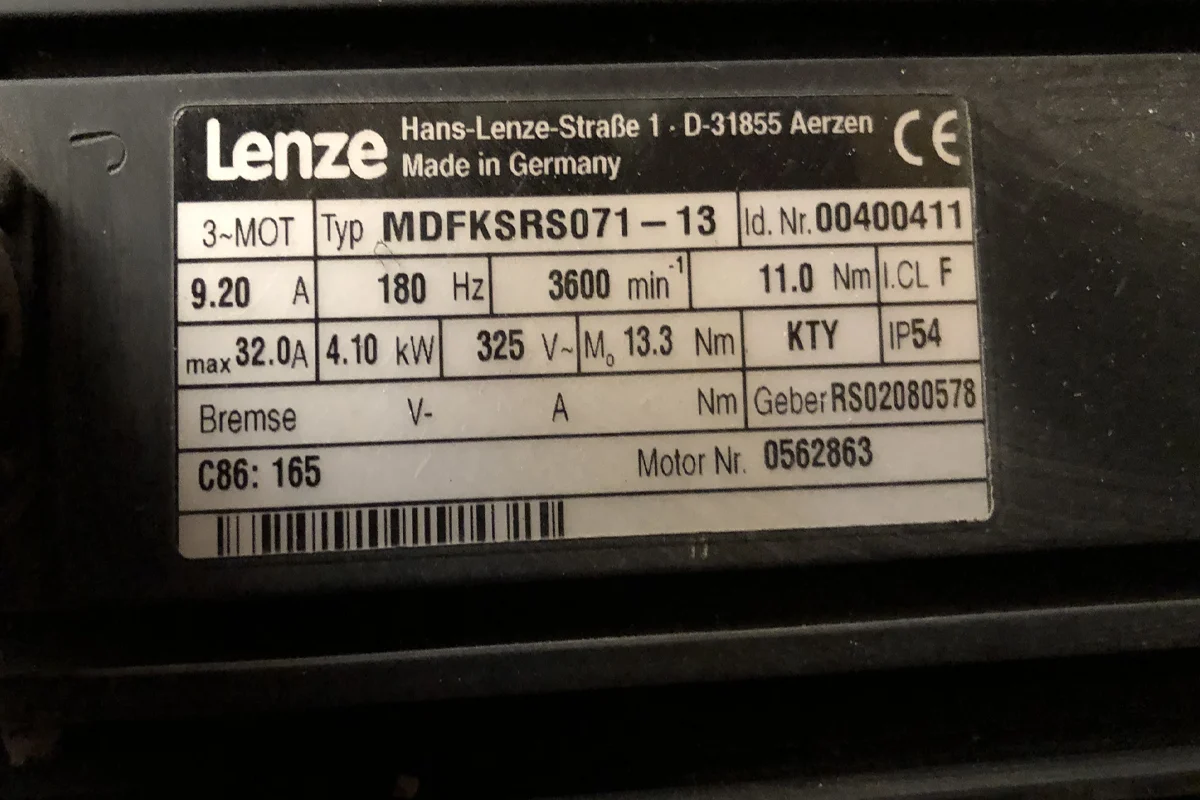 Lenze Hans-Lenze-Straße 1 · D-31855 Aerzen CE
Made in Germany
3~MOT Typ MDFKSRS071-13 Id. Nr. 00400411
9.20 A 180 Hz 3600 min-1 11.0 Nm I.CL F
max 32.0A 4.10 kW 325 V~ Mo 13.3 Nm KTY IP54
Bremse V- A Nm Geber RS02080578
C86: 165 Motor Nr. 0562863